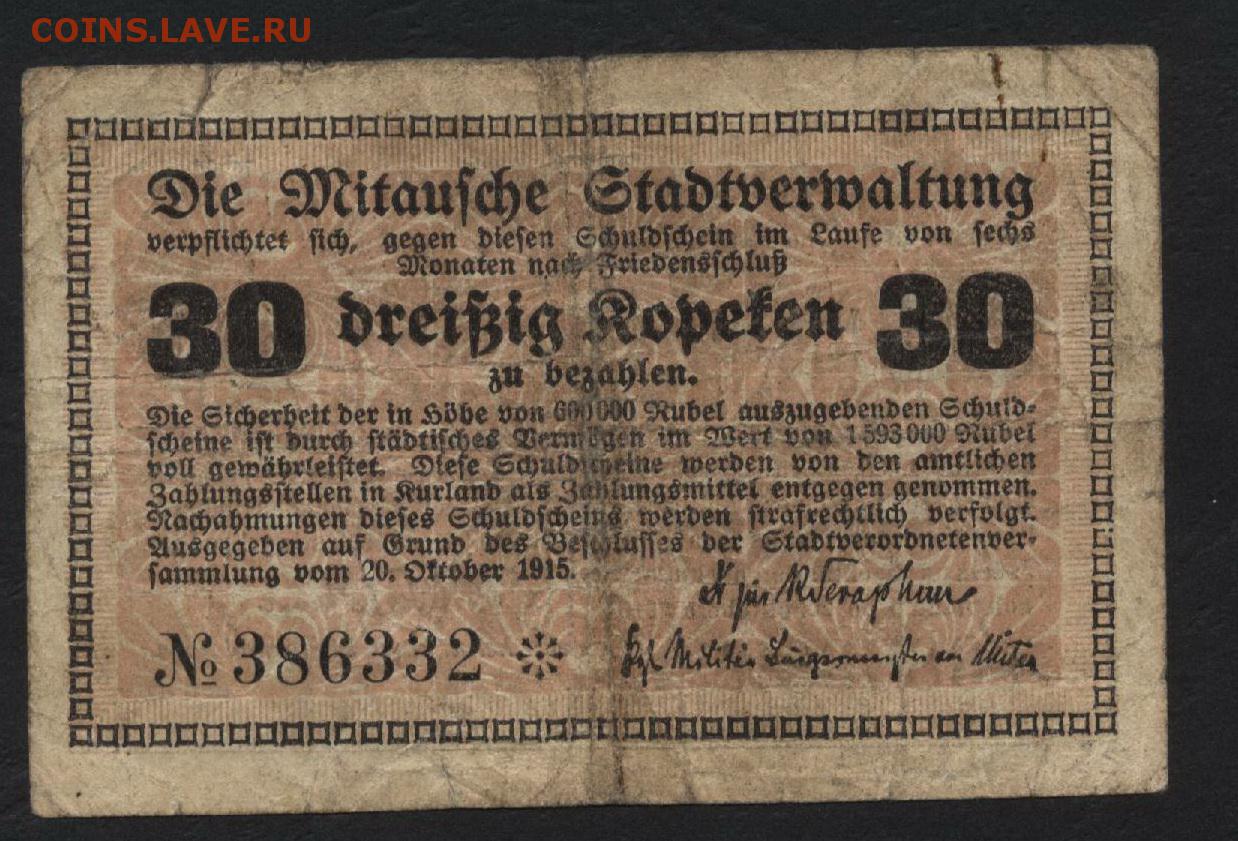 COINS.LAVE.RU
Die Mitausche Stadtverwaltung
verpflichtet sich, gegen diesen Schuldschein im Laufe von sechs
Monaten nach Friedensschluß
30 dreißig Kopeken 30
zu bezahlen.
Die Sicherheit der in Höhe von 600000 Rubel auszugebenden Schuld-
scheine ist durch städtisches Vermögen im Wert von 1593000 Rubel
voll gewährleistet. Diese Schuldscheine werden von den amtlichen
Zahlungsstellen in Kurland als Zahlungsmittel entgegen genommen.
Nachahmungen dieses Schuldscheins werden strafrechtlich verfolgt.
Ausgegeben auf Grund des Beschlusses der Stadtverordnetenver-
sammlung vom 20. Oktober 1915.
№ 386332
Militär Bürgermeister